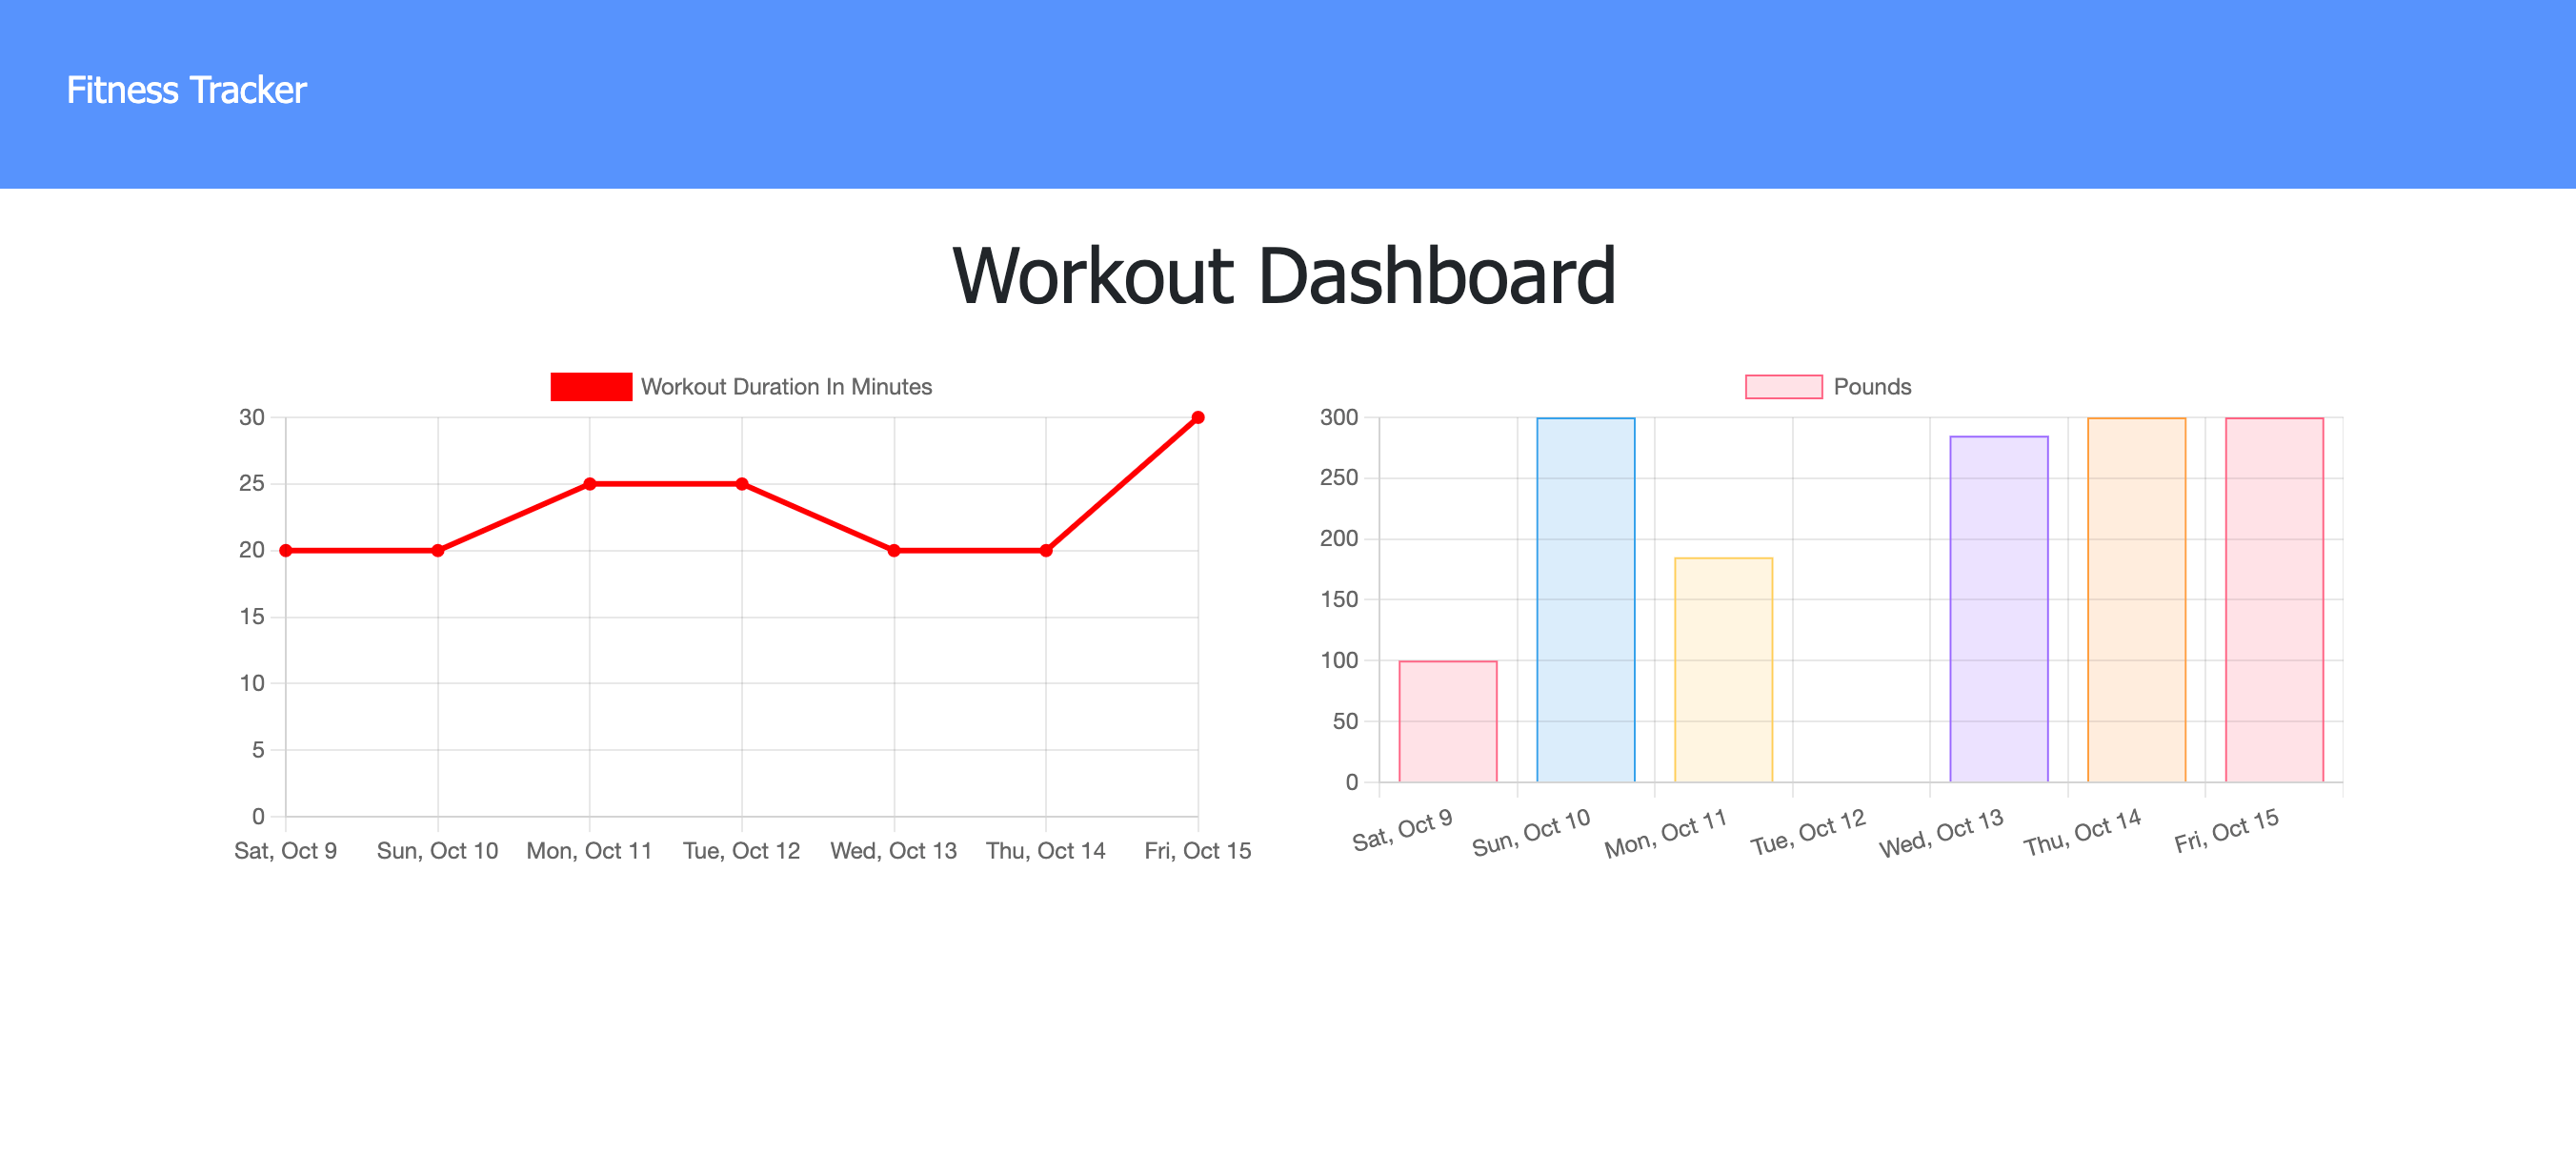 Fitness Tracker
Workout Dashboard
Workout Duration In Minutes
30
25
20
15
10
5
0
Sat, Oct 9 Sun, Oct 10 Mon, Oct 11 Tue, Oct 12 Wed, Oct 13 Thu, Oct 14 Fri, Oct 15
Pounds
300
250
200
150
100
50
0
Sat, Oct 9 Sun, Oct 10 Mon, Oct 11 Tue, Oct 12 Wed, Oct 13 Thu, Oct 14 Fri, Oct 15